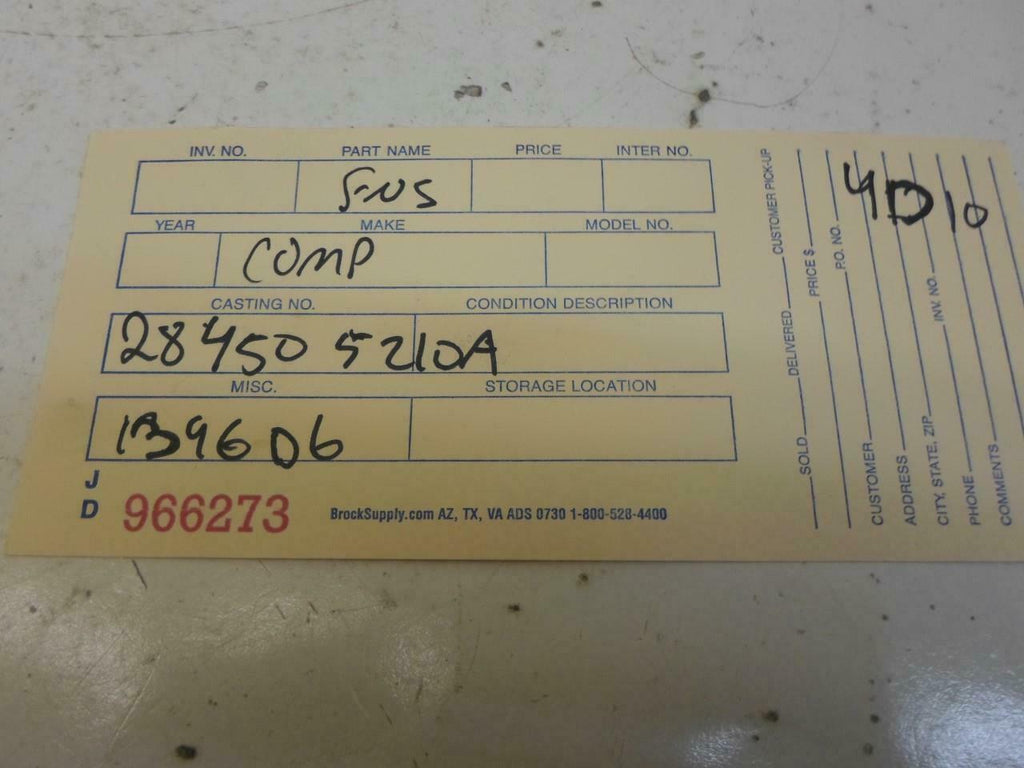 INV. NO. PART NAME PRICE INTER NO.
FUS
YEAR MAKE MODEL NO.
COMP
CASTING NO. CONDITION DESCRIPTION
28450 5210A
MISC. STORAGE LOCATION
1B96D6
J
D
966273
BrockSupply.com AZ, TX, VA ADS 0730 1-800-528-4400
SOLD DELIVERED CUSTOMER PICK-UP
PRICE $
P.O. NO.
CUSTOMER
ADDRESS
CITY, STATE, ZIP INV. NO.
PHONE
COMMENTS
4D10